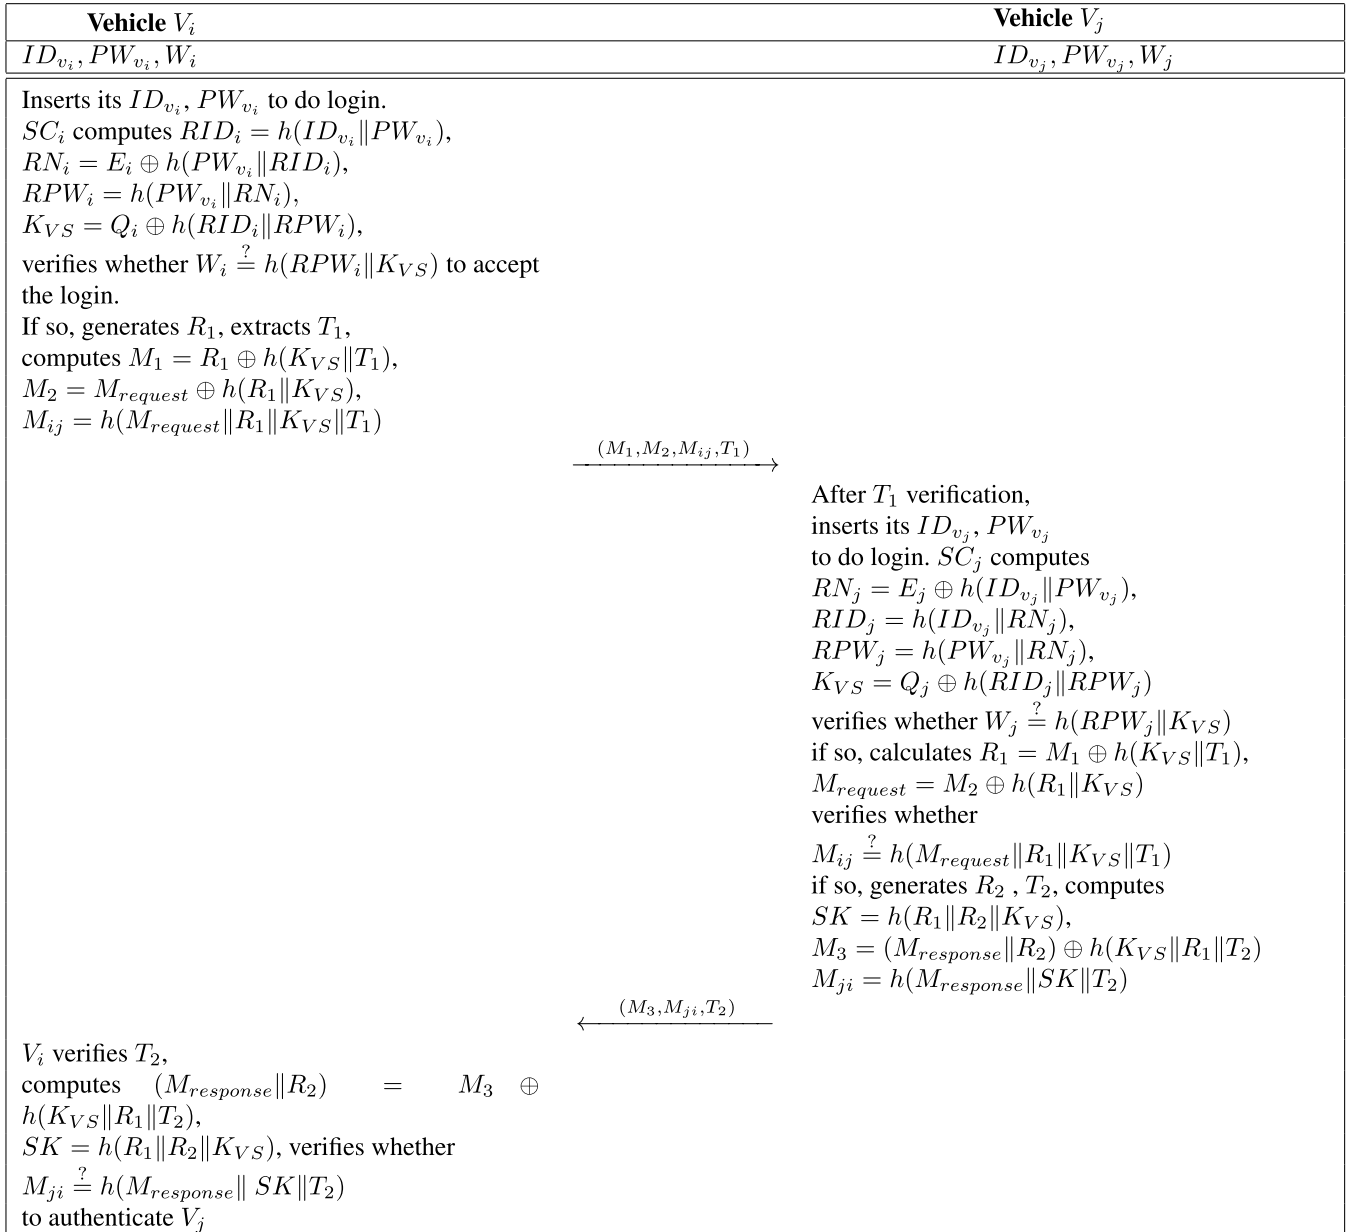 Vehicle V_i
Vehicle V_j
ID_{v_i}, PW_{v_i}, W_i
ID_{v_j}, PW_{v_j}, W_j
Inserts its ID_{v_i}, PW_{v_i} to do login.
SC_i computes RID_i = h(ID_{v_i}‖PW_{v_i}),
RN_i = E_i ⊕ h(PW_{v_i}‖RID_i),
RPW_i = h(PW_{v_i}‖RN_i),
K_{VS} = Q_i ⊕ h(RID_i‖RPW_i),
verifies whether W_i ≟ h(RPW_i‖K_{VS}) to accept
the login.
If so, generates R_1, extracts T_1,
computes M_1 = R_1 ⊕ h(K_{VS}‖T_1),
M_2 = M_{request} ⊕ h(R_1‖K_{VS}),
M_{ij} = h(M_{request}‖R_1‖K_{VS}‖T_1)
(M_1,M_2,M_{ij},T_1)
After T_1 verification,
inserts its ID_{v_j}, PW_{v_j}
to do login. SC_j computes
RN_j = E_j ⊕ h(ID_{v_j}‖PW_{v_j}),
RID_j = h(ID_{v_j}‖RN_j),
RPW_j = h(PW_{v_j}‖RN_j),
K_{VS} = Q_j ⊕ h(RID_j‖RPW_j)
verifies whether W_j ≟ h(RPW_j‖K_{VS})
if so, calculates R_1 = M_1 ⊕ h(K_{VS}‖T_1),
M_{request} = M_2 ⊕ h(R_1‖K_{VS})
verifies whether
M_{ij} ≟ h(M_{request}‖R_1‖K_{VS}‖T_1)
if so, generates R_2 , T_2, computes
SK = h(R_1‖R_2‖K_{VS}),
M_3 = (M_{response}‖R_2) ⊕ h(K_{VS}‖R_1‖T_2)
M_{ji} = h(M_{response}‖SK‖T_2)
(M_3,M_{ji},T_2)
V_i verifies T_2,
computes (M_{response}‖R_2) = M_3 ⊕
h(K_{VS}‖R_1‖T_2),
SK = h(R_1‖R_2‖K_{VS}), verifies whether
M_{ji} ≟ h(M_{response}‖ SK‖T_2)
to authenticate V_j